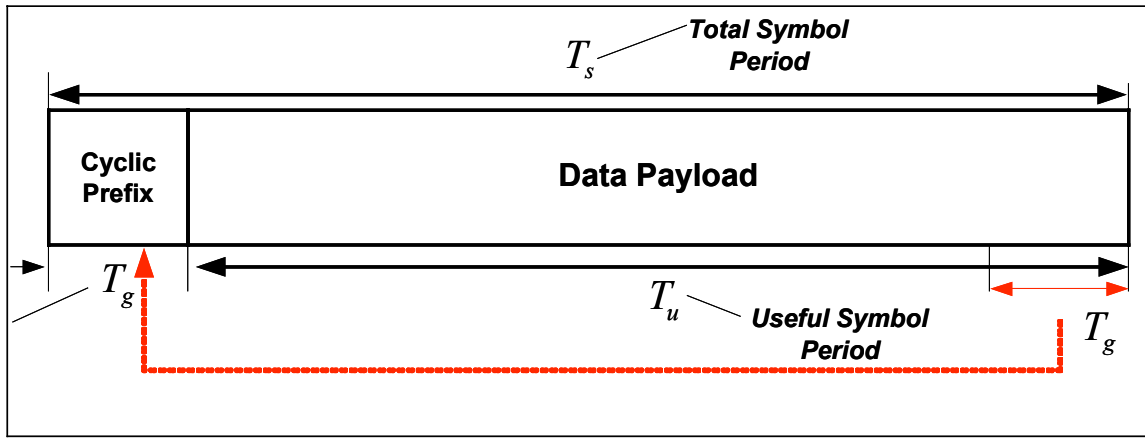 Total Symbol
Period
T_s
Cyclic
Prefix
Data Payload
T_g
T_u
Useful Symbol
Period
T_g